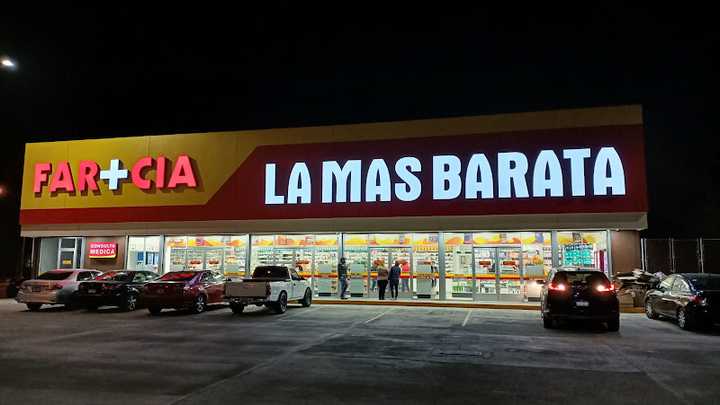 FAR+CIA
LA MAS BARATA
CONSULTA
MEDICA